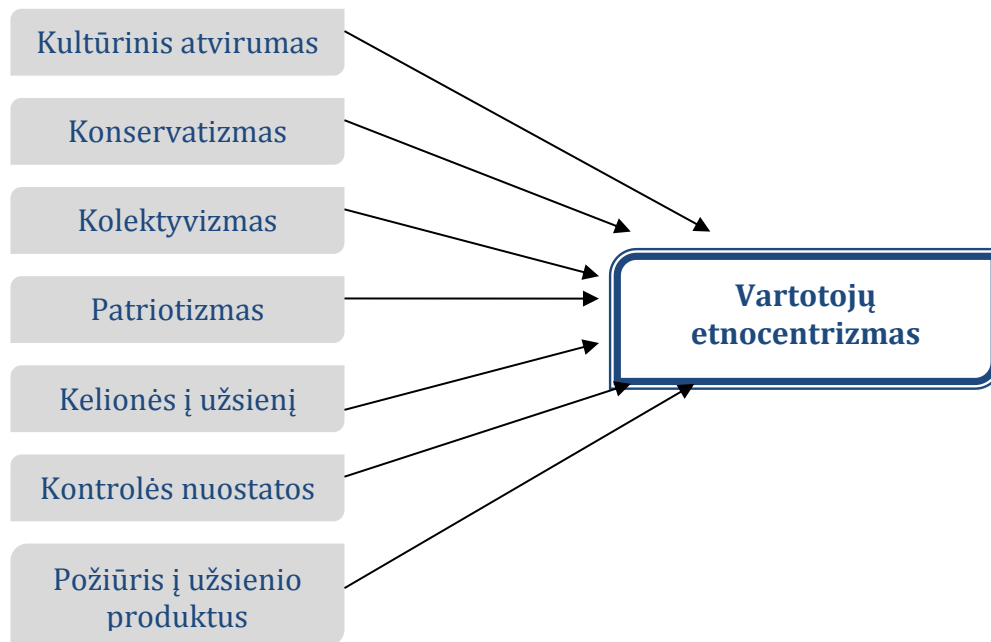 Kultūrinis atvirumas
Konservatizmas
Kolektyvizmas
Patriotizmas
Kelionės į užsienį
Kontrolės nuostatos
Požiūris į užsienio
produktus
Vartotojų
etnocentrizmas